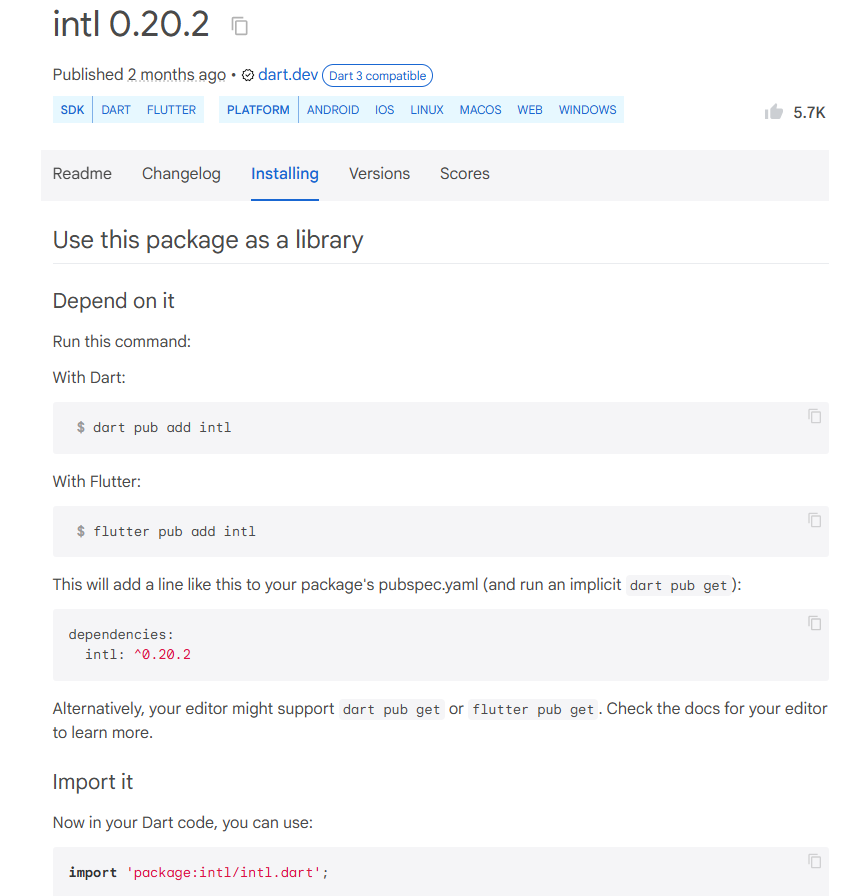 intl 0.20.2
Published 2 months ago • dart.dev Dart 3 compatible
SDK DART FLUTTER PLATFORM ANDROID IOS LINUX MACOS WEB WINDOWS 5.7K
Readme Changelog Installing Versions Scores
Use this package as a library
Depend on it
Run this command:
With Dart:
$ dart pub add intl
With Flutter:
$ flutter pub add intl
This will add a line like this to your package's pubspec.yaml (and run an implicit dart pub get):
dependencies:
  intl: ^0.20.2
Alternatively, your editor might support dart pub get or flutter pub get. Check the docs for your editor
to learn more.
Import it
Now in your Dart code, you can use:
import 'package:intl/intl.dart';